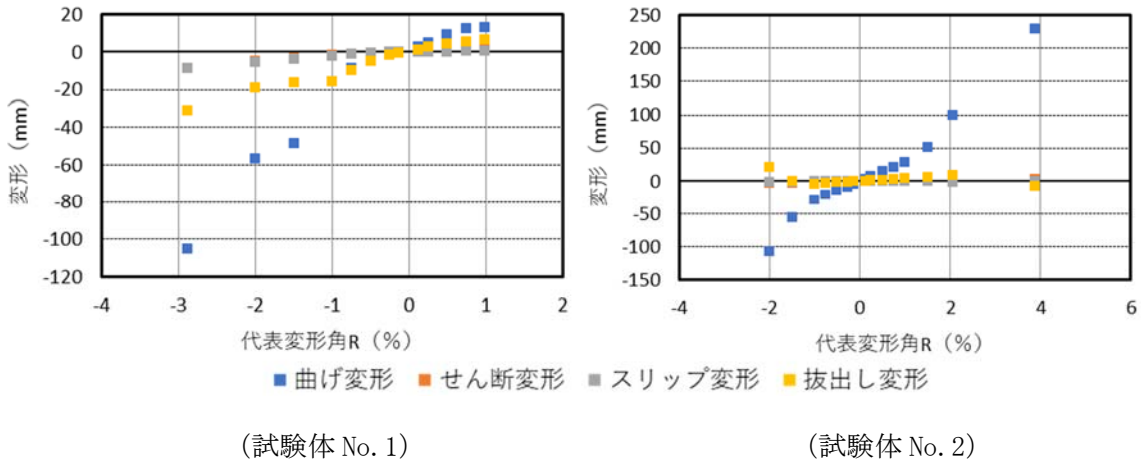 20
0
-20
-40
-60
-80
-100
-120
変形（mm）
-4 -3 -2 -1 0 1 2
代表変形角R（%）
250
200
150
100
50
0
-50
-100
-150
変形（mm）
-4 -2 0 2 4 6
代表変形角R（%）
曲げ変形 せん断変形 スリップ変形 抜出し変形
(試験体 No.1)
(試験体 No.2)